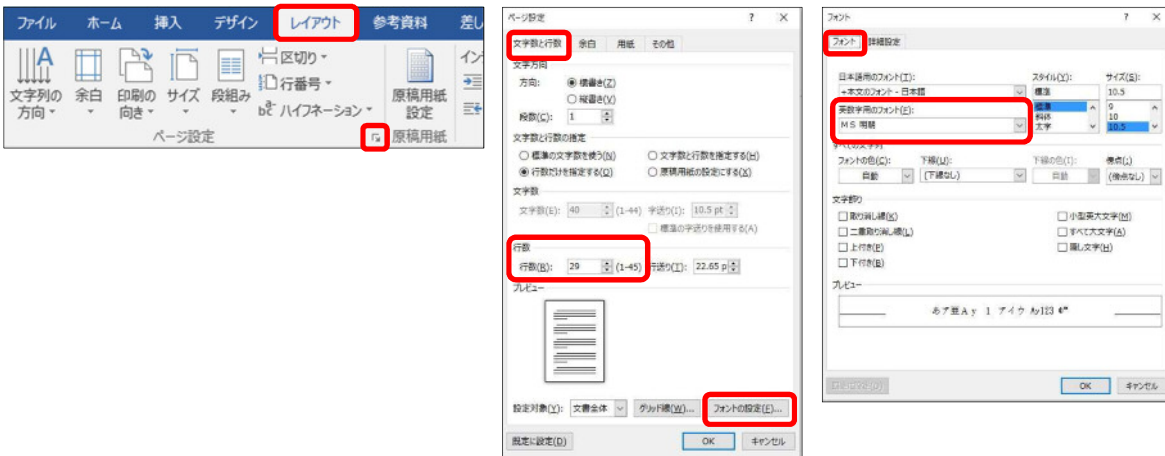 ファイル ホーム 挿入 デザイン レイアウト 参考資料 差し
文字列の方向 余白 印刷の向き サイズ 段組み
区切り
行番号
ハイフネーション
ページ設定
原稿用紙設定
原稿用紙
イン
ページ設定 ? ×
文字数と行数 余白 用紙 その他
文字方向
方向: 横書き(Z)
縦書き(V)
段数(C): 1
文字数と行数の指定
標準の文字数を使う(N) 文字数と行数を指定する(H)
行数だけを指定する(O) 原稿用紙の設定にする(X)
文字数
文字数(E): 40 (1-44) 字送り(I): 10.5 pt
標準の字送りを使用する(A)
行数
行数(R): 29 (1-45) 行送り(T): 22.65 p
プレビュー
設定対象(Y): 文書全体 グリッド線(W)... フォントの設定(F)...
既定に設定(D) OK キャンセル
フォント ? ×
フォント 詳細設定
日本語用のフォント(T): スタイル(Y): サイズ(S):
+本文のフォント - 日本語 標準 10.5
英数字用のフォント(F): 標準 9
MS 明朝 斜体 10
太字 10.5
すべての文字列
フォントの色(C): 下線(U): 下線の色(I): 傍点(:)
自動 (下線なし) 自動 (傍点なし)
文字飾り
取り消し線(K) 小型英大文字(M)
二重取り消し線(L) すべて大文字(A)
上付き(P) 隠し文字(H)
下付き(B)
プレビュー
あア亜Ay 1 アイウ Ay123
OK キャンセル